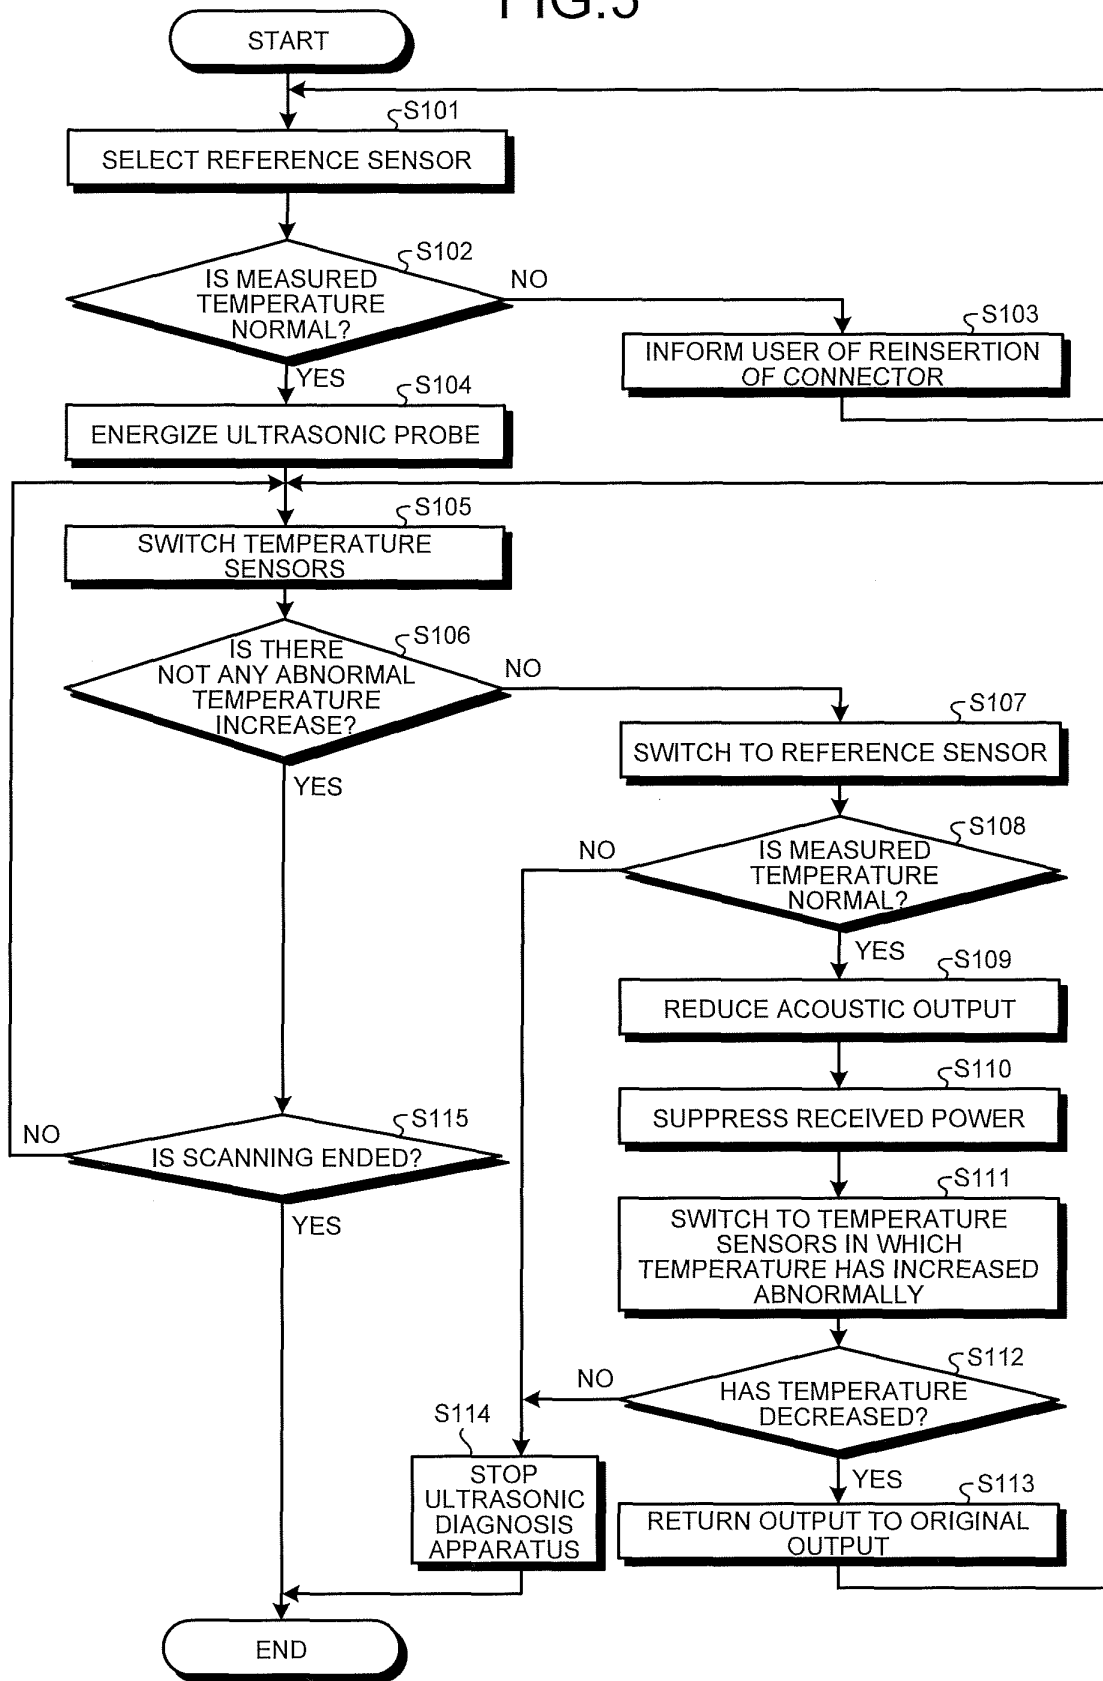 FIG.5
START
S101
SELECT REFERENCE SENSOR
S102
IS MEASURED
TEMPERATURE
NORMAL?
NO
YES
S103
INFORM USER OF REINSERTION
OF CONNECTOR
S104
ENERGIZE ULTRASONIC PROBE
S105
SWITCH TEMPERATURE
SENSORS
S106
IS THERE
NOT ANY ABNORMAL
TEMPERATURE
INCREASE?
NO
YES
S107
SWITCH TO REFERENCE SENSOR
S108
IS MEASURED
TEMPERATURE
NORMAL?
NO
YES
S109
REDUCE ACOUSTIC OUTPUT
S110
SUPPRESS RECEIVED POWER
S111
SWITCH TO TEMPERATURE
SENSORS IN WHICH
TEMPERATURE HAS INCREASED
ABNORMALLY
S112
HAS TEMPERATURE
DECREASED?
NO
YES
S113
RETURN OUTPUT TO ORIGINAL
OUTPUT
S114
STOP
ULTRASONIC
DIAGNOSIS
APPARATUS
S115
IS SCANNING ENDED?
NO
YES
END